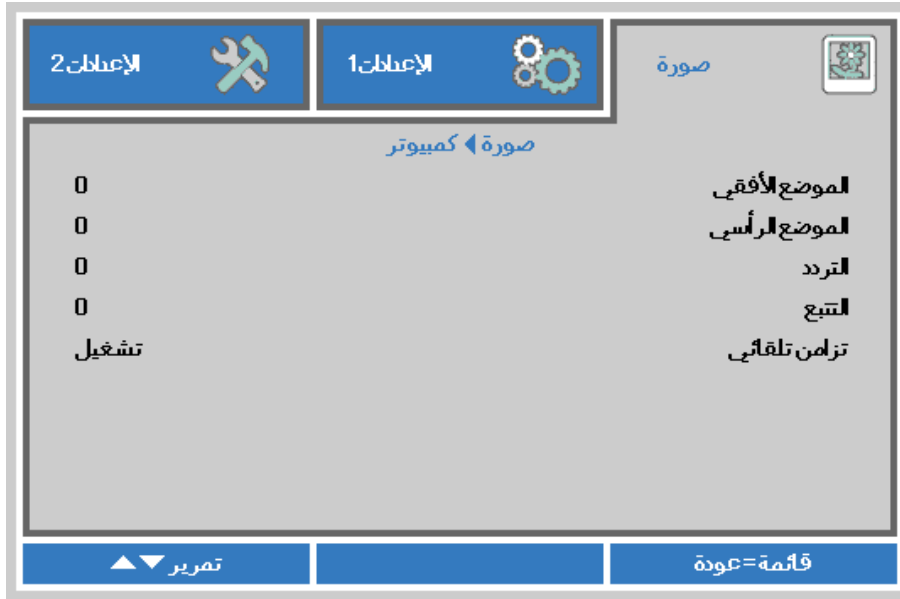 صورة
الإعدادات1
الإعدادات2
صورة ⏵ كمبيوتر
الموضع الأفقي 0
الموضع الرأسي 0
التردد 0
التتبع 0
تزامن تلقائي تشغيل
قائمة=عودة
تمرير ▼▲